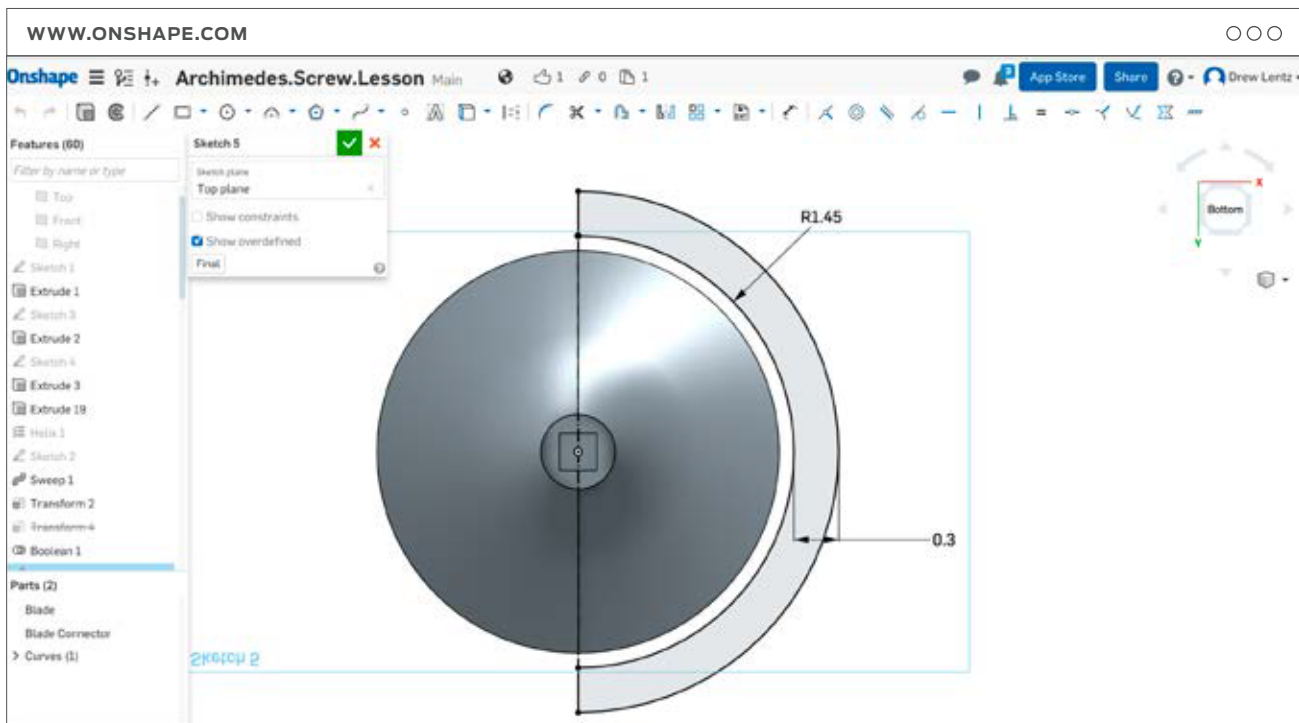 WWW.ONSHAPE.COM
Onshape Archimedes.Screw.Lesson Main 1 0 1 App Store Share Drew Lentz
Features (60)
Filter by name or type
Top
Front
Right
Sketch 1
Extrude 1
Sketch 3
Extrude 2
Sketch 4
Extrude 3
Extrude 19
Helix 1
Sketch 2
Sweep 1
Transform 2
Transform 4
Boolean 1
Parts (2)
Blade
Blade Connector
Curves (1)
Sketch 5
Sketch plane
Top plane
Show constraints
Show overdefined
Final
R1.45
0.3
Sketch 5
Bottom
X
Y